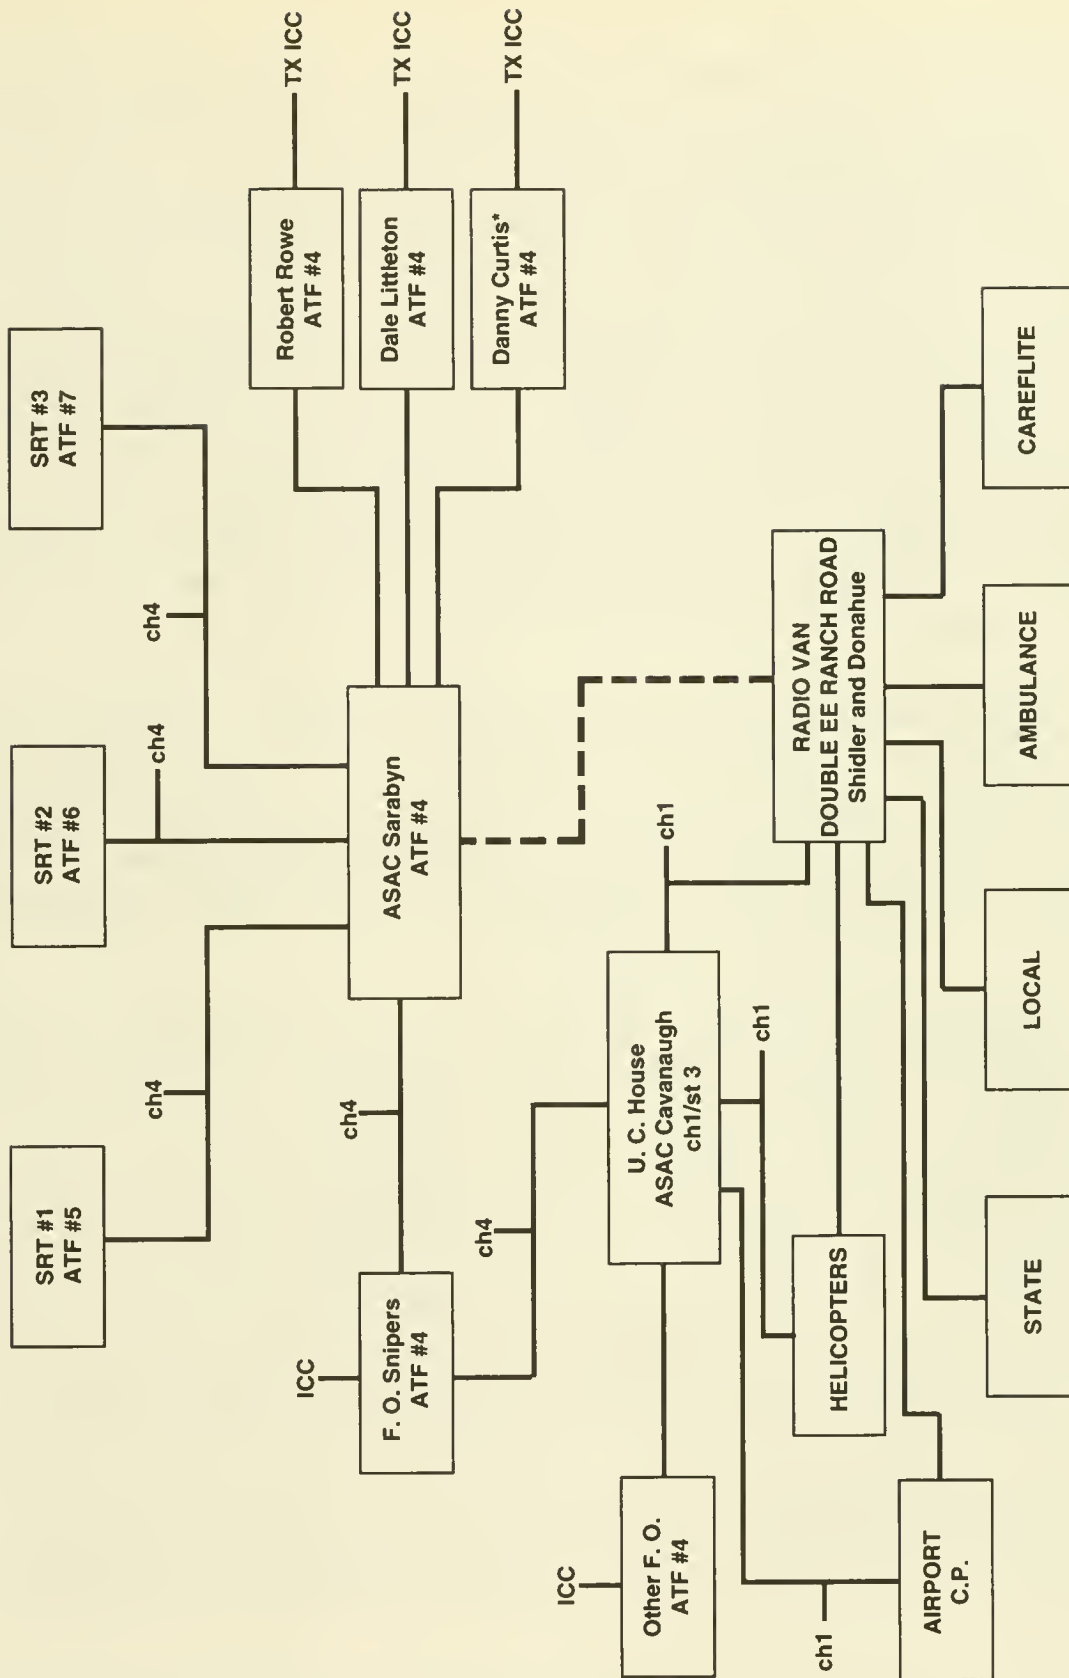 SRT #1
ATF #5
SRT #2
ATF #6
SRT #3
ATF #7
ch4
ch4
ch4
ICC
F. O. Snipers
ATF #4
ch4
ASAC Sarabyn
ATF #4
Robert Rowe
ATF #4
TX ICC
Dale Littleton
ATF #4
TX ICC
Danny Curtis*
ATF #4
TX ICC
ch4
ICC
Other F. O.
ATF #4
U. C. House
ASAC Cavanaugh
ch1/st 3
ch1
ch1
ch1
HELICOPTERS
RADIO VAN
DOUBLE EE RANCH ROAD
Shidler and Donahue
AIRPORT
C.P.
STATE
LOCAL
AMBULANCE
CAREFLITE